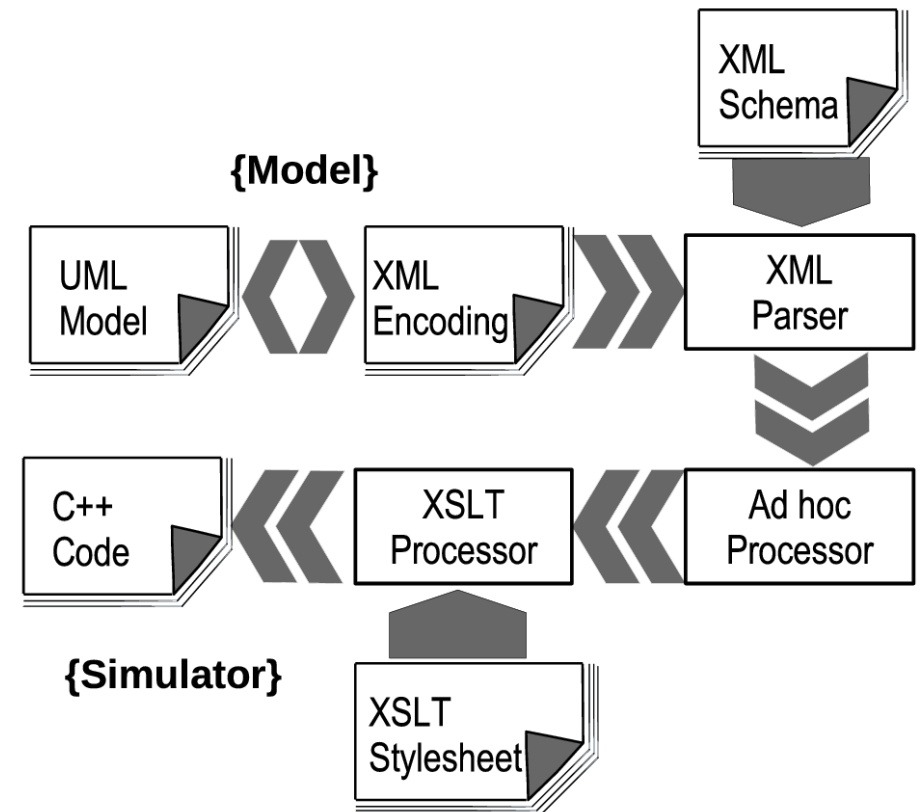 XML
Schema
{Model}
UML
Model
XML
Encoding
XML
Parser
C++
Code
XSLT
Processor
Ad hoc
Processor
{Simulator}
XSLT
Stylesheet